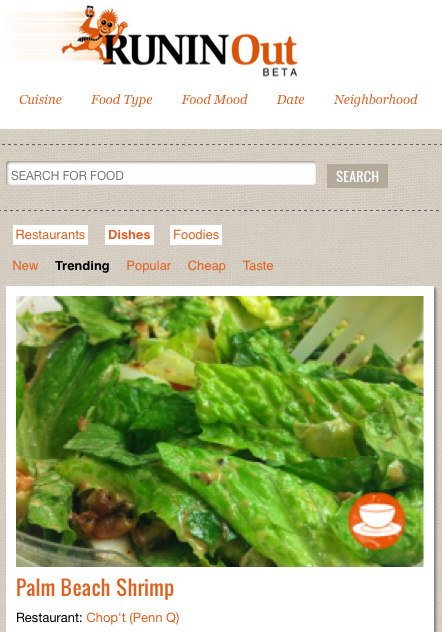 RUNINOut
BETA
Cuisine Food Type Food Mood Date Neighborhood
SEARCH FOR FOOD SEARCH
Restaurants Dishes Foodies
New Trending Popular Cheap Taste
Palm Beach Shrimp
Restaurant: Chop't (Penn Q)